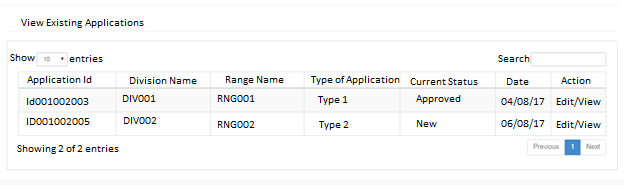 View Existing Applications
Show 10 entries Search
Application Id Division Name Range Name Type of Application Current Status Date Action
Id001002003 DIV001 RNG001 Type 1 Approved 04/08/17 Edit/View
ID001002005 DIV002 RNG002 Type 2 New 06/08/17 Edit/View
Showing 2 of 2 entries Previous 1 Next